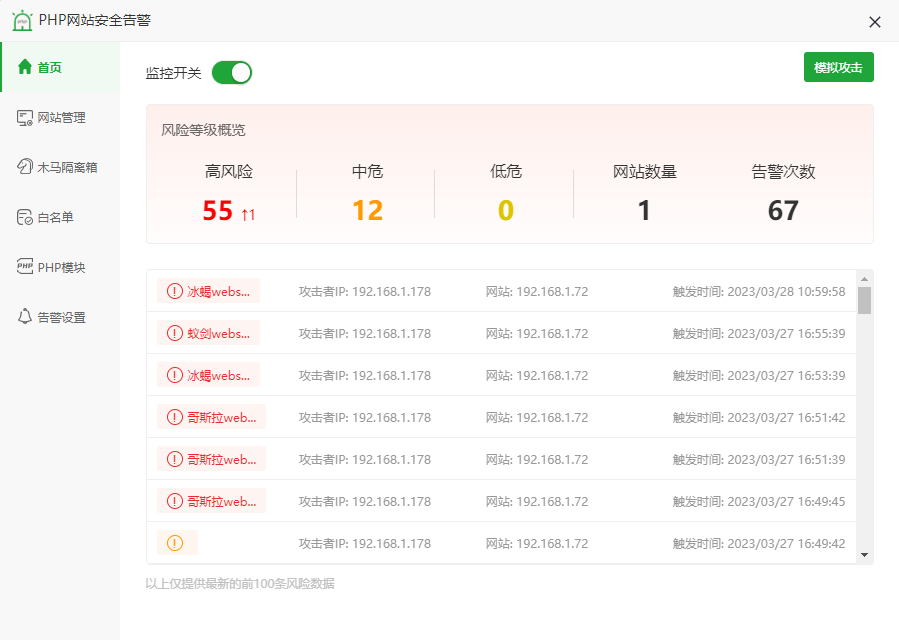 PHP网站安全告警
首页
网站管理
木马隔离箱
白名单
PHP模块
告警设置
监控开关
模拟攻击
风险等级概览
高风险 中危 低危 网站数量 告警次数
55 ↑1 12 0 1 67
冰蝎webs... 攻击者IP: 192.168.1.178 网站: 192.168.1.72 触发时间: 2023/03/28 10:59:58
蚁剑webs... 攻击者IP: 192.168.1.178 网站: 192.168.1.72 触发时间: 2023/03/27 16:55:39
冰蝎webs... 攻击者IP: 192.168.1.178 网站: 192.168.1.72 触发时间: 2023/03/27 16:53:39
哥斯拉web... 攻击者IP: 192.168.1.178 网站: 192.168.1.72 触发时间: 2023/03/27 16:51:42
哥斯拉web... 攻击者IP: 192.168.1.178 网站: 192.168.1.72 触发时间: 2023/03/27 16:51:39
哥斯拉web... 攻击者IP: 192.168.1.178 网站: 192.168.1.72 触发时间: 2023/03/27 16:49:45
攻击者IP: 192.168.1.178 网站: 192.168.1.72 触发时间: 2023/03/27 16:49:42
以上仅提供最新的前100条风险数据